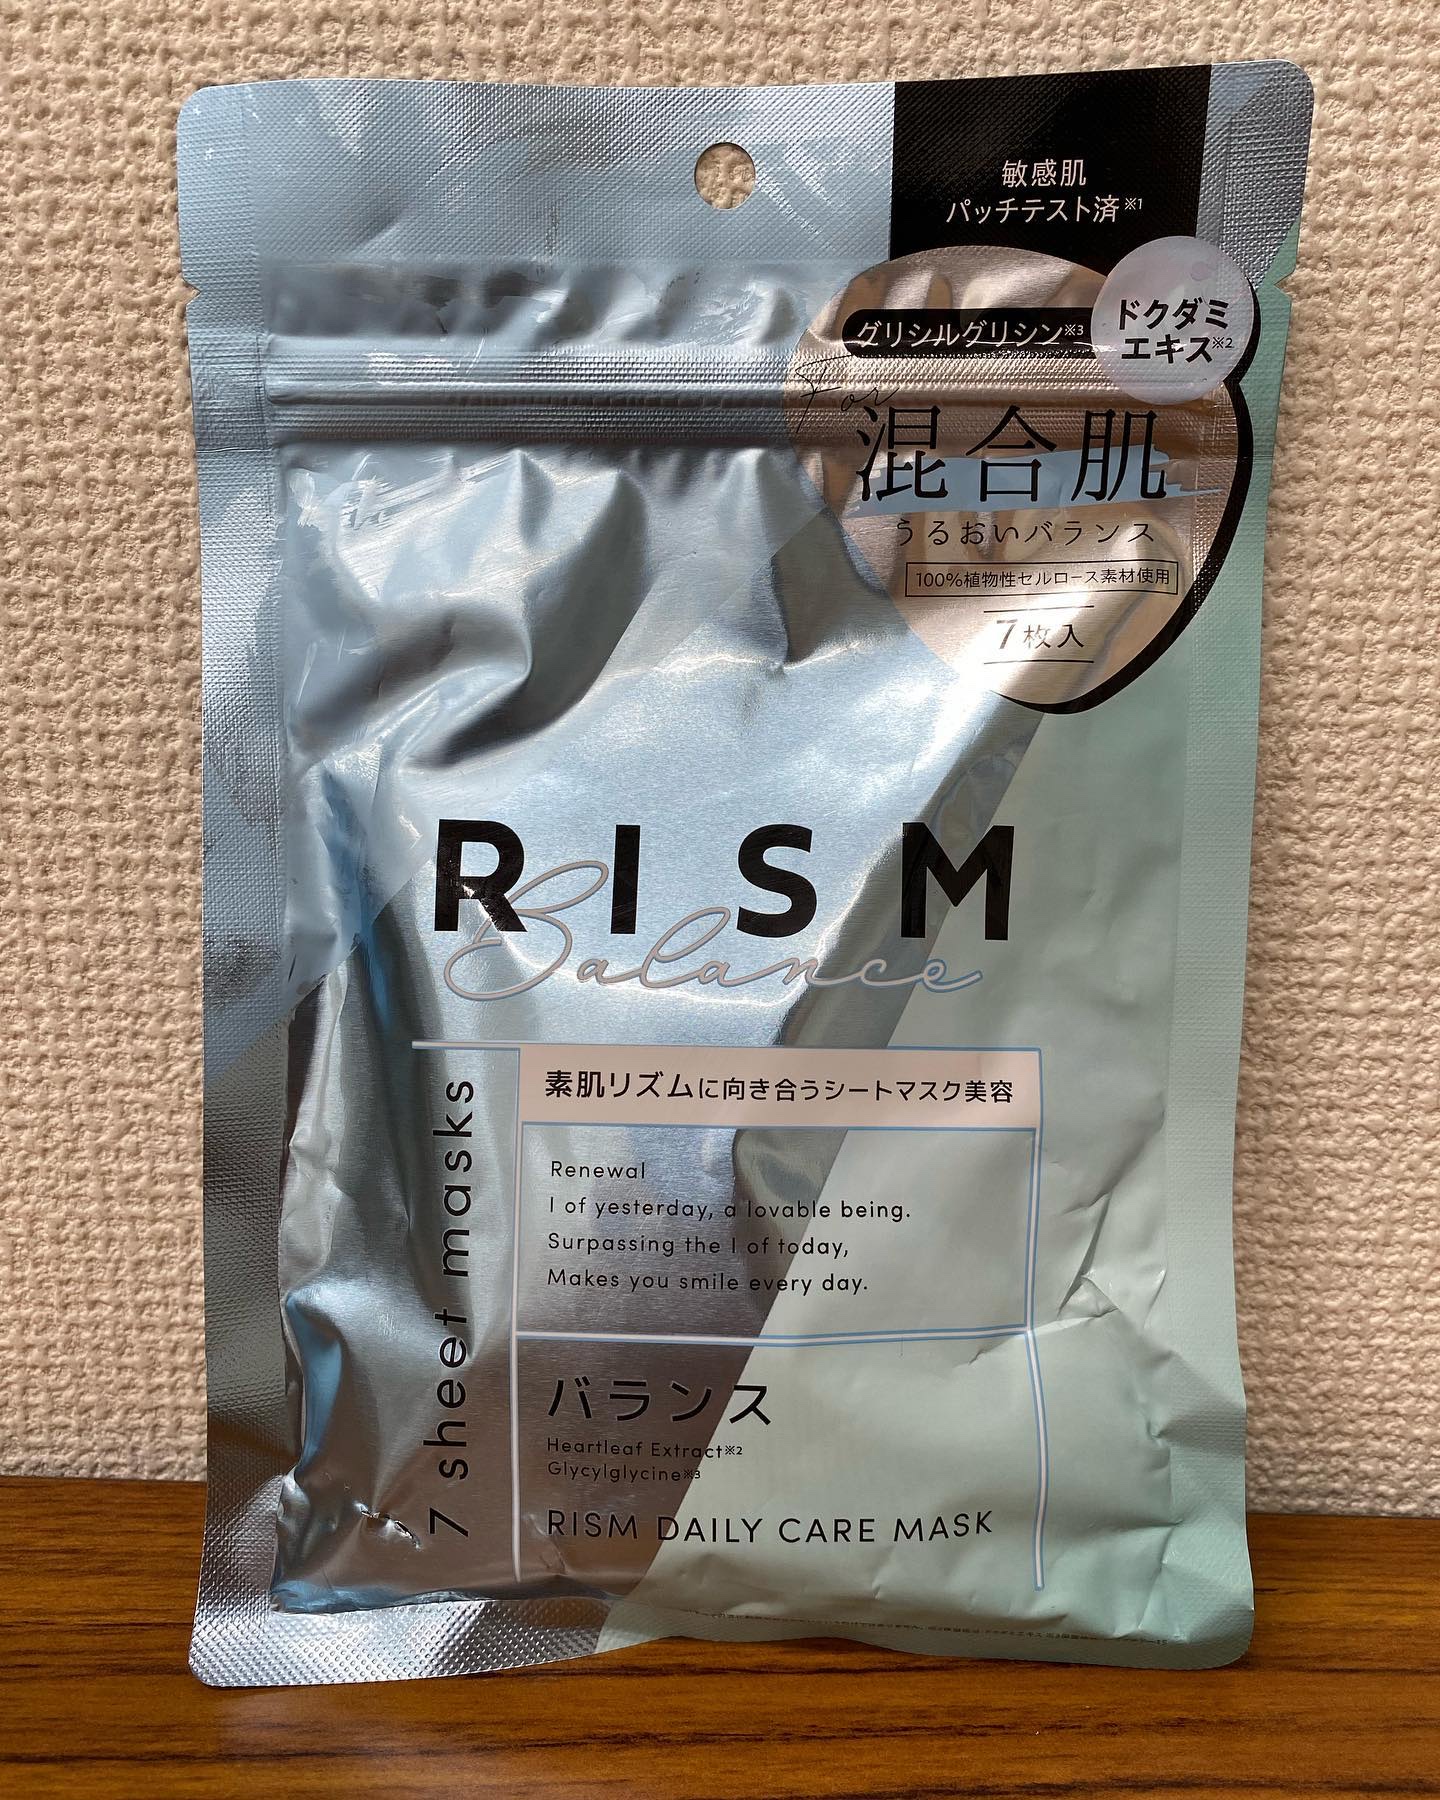 敏感肌
パッチテスト済※1
グリシルグリシン※3
ドクダミ
エキス※2
For
混合肌
うるおいバランス
100%植物性セルロース素材使用
7枚入
RISM
Balance
7 sheet masks
素肌リズムに向き合うシートマスク美容
Renewal
I of yesterday, a lovable being.
Surpassing the I of today,
Makes you smile every day.
バランス
Heartleaf Extract※2
Glycylglycine※3
RISM DAILY CARE MASK